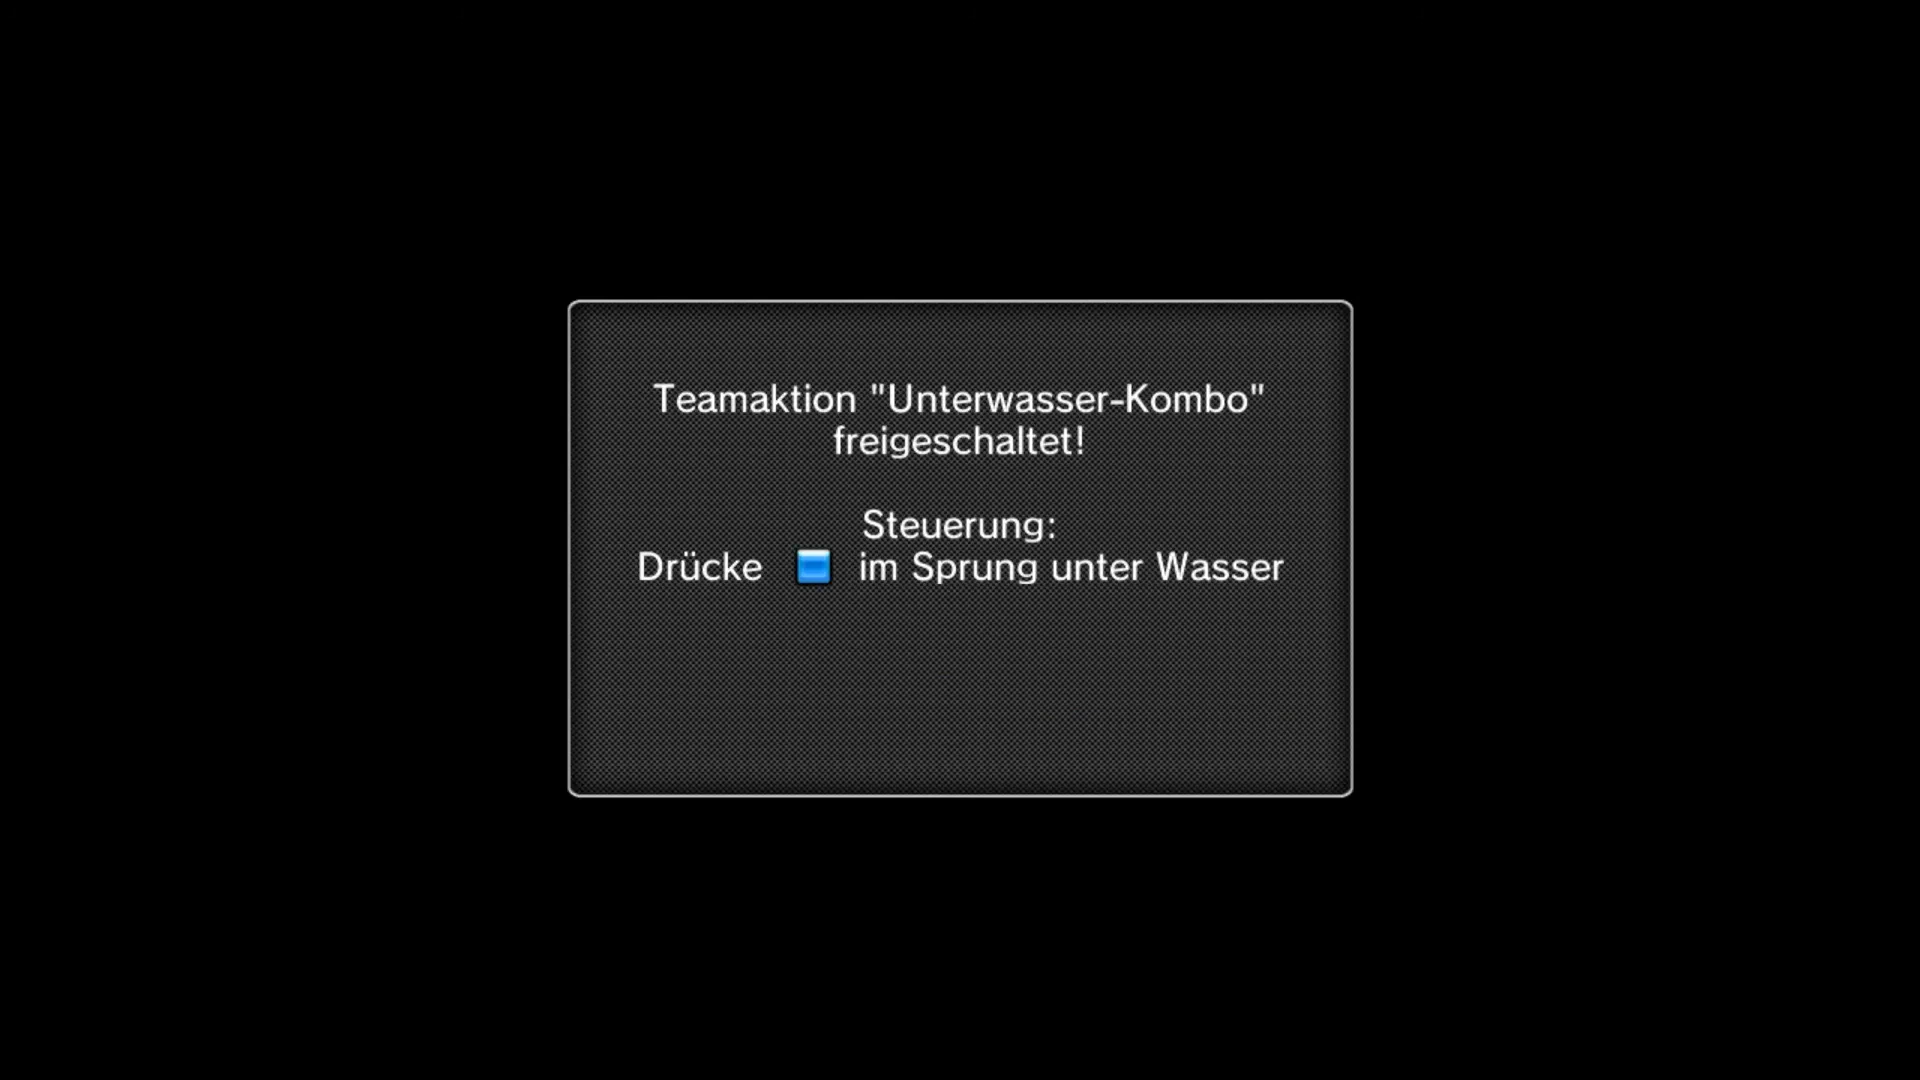 Teamaktion "Unterwasser-Kombo"
freigeschaltet!
Steuerung:
Drücke im Sprung unter Wasser